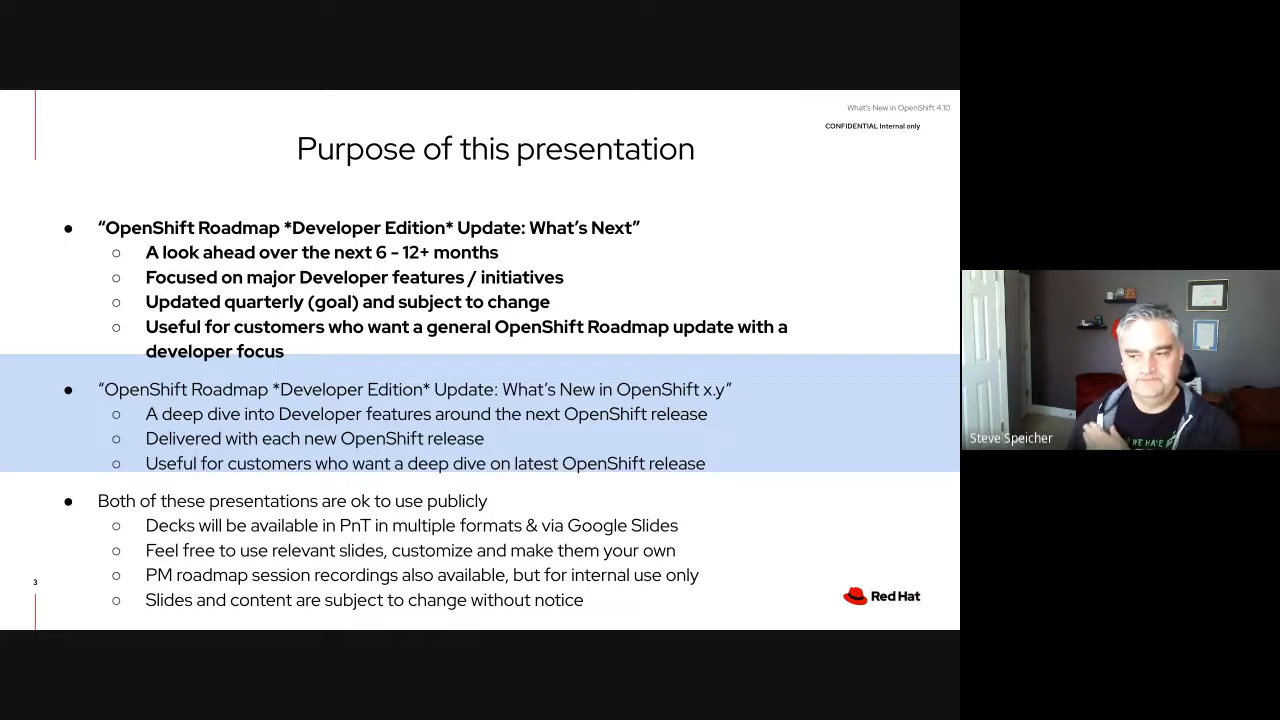 What's New in OpenShift 4.10
CONFIDENTIAL Internal only
Purpose of this presentation
● “OpenShift Roadmap *Developer Edition* Update: What’s Next”
○ A look ahead over the next 6 - 12+ months
○ Focused on major Developer features / initiatives
○ Updated quarterly (goal) and subject to change
○ Useful for customers who want a general OpenShift Roadmap update with a
developer focus
● “OpenShift Roadmap *Developer Edition* Update: What’s New in OpenShift x.y”
○ A deep dive into Developer features around the next OpenShift release
○ Delivered with each new OpenShift release
○ Useful for customers who want a deep dive on latest OpenShift release
● Both of these presentations are ok to use publicly
○ Decks will be available in PnT in multiple formats & via Google Slides
○ Feel free to use relevant slides, customize and make them your own
○ PM roadmap session recordings also available, but for internal use only
○ Slides and content are subject to change without notice
3
Red Hat
Steve Speicher
WE HAVE